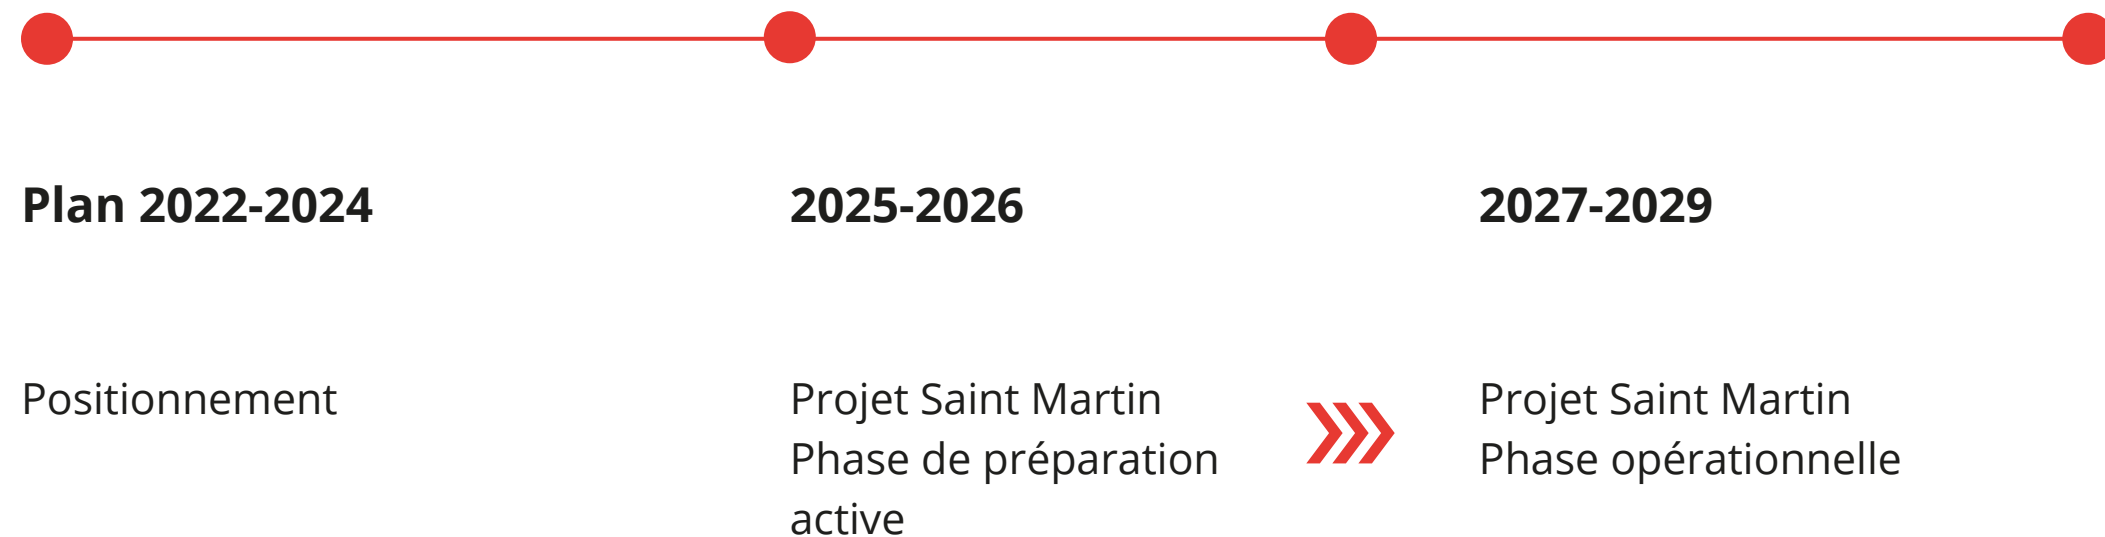 Plan 2022-2024
2025-2026
2027-2029
Positionnement
Projet Saint Martin
Phase de préparation
active
Projet Saint Martin
Phase opérationnelle